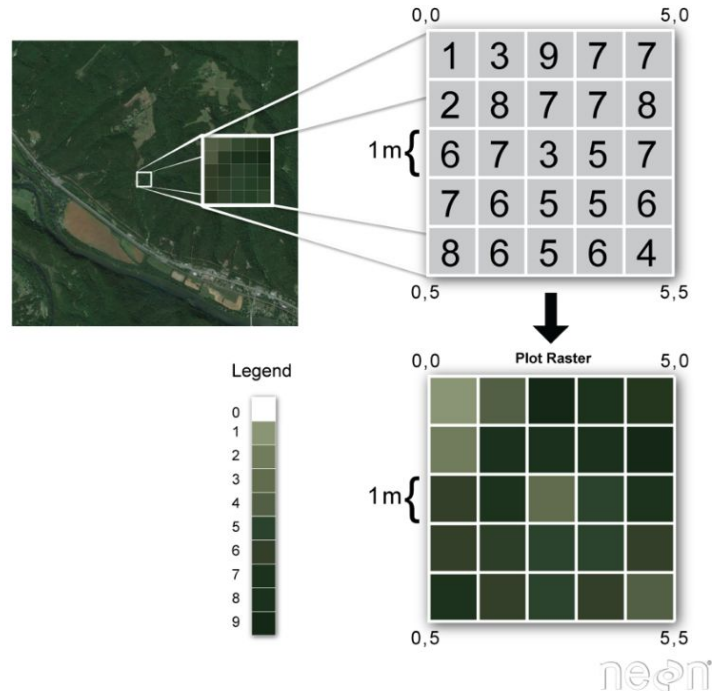 0,0 5,0
1 3 9 7 7
2 8 7 7 8
1m{ 6 7 3 5 7
7 6 5 5 6
8 6 5 6 4
0,5 5,5
Plot Raster
0,0 5,0
1m{
0,5 5,5
Legend
0
1
2
3
4
5
6
7
8
9
neon